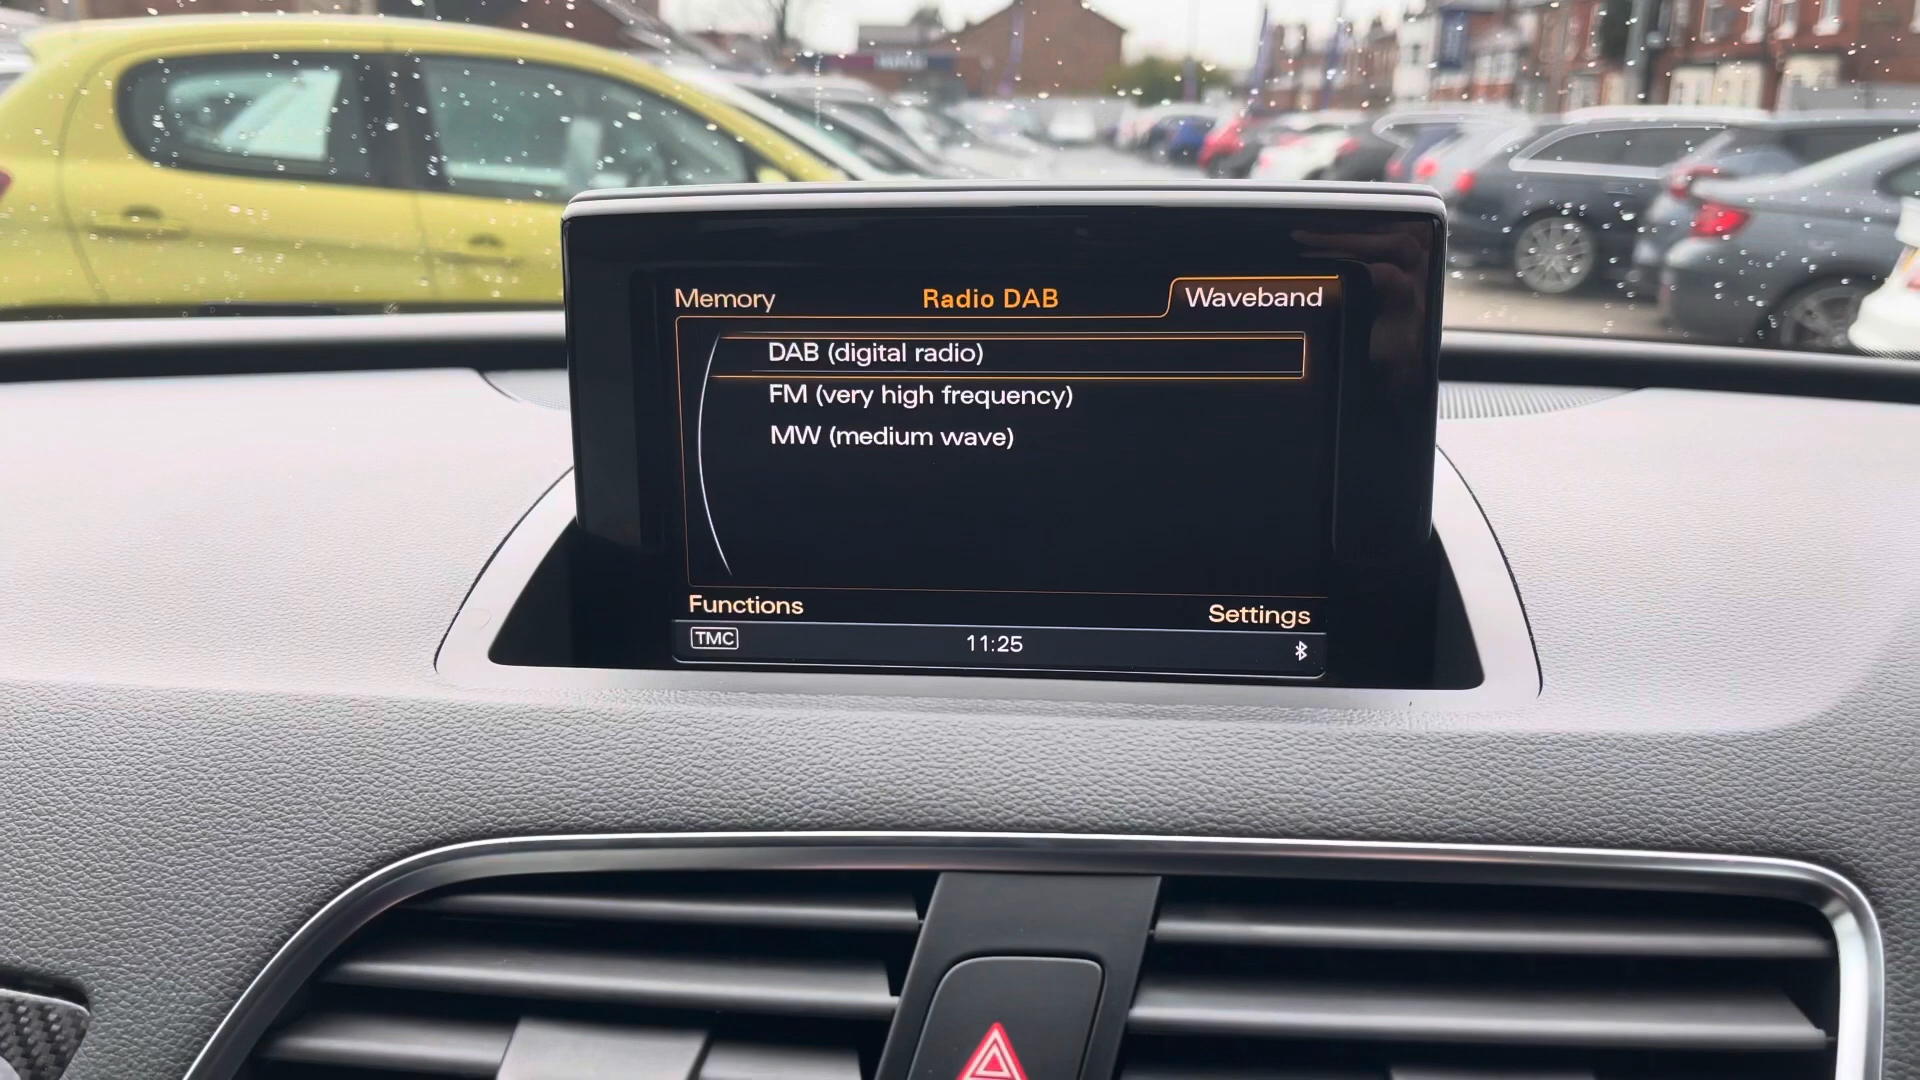 Memory
Radio DAB
Waveband
DAB (digital radio)
FM (very high frequency)
MW (medium wave)
Functions
Settings
TMC
11:25